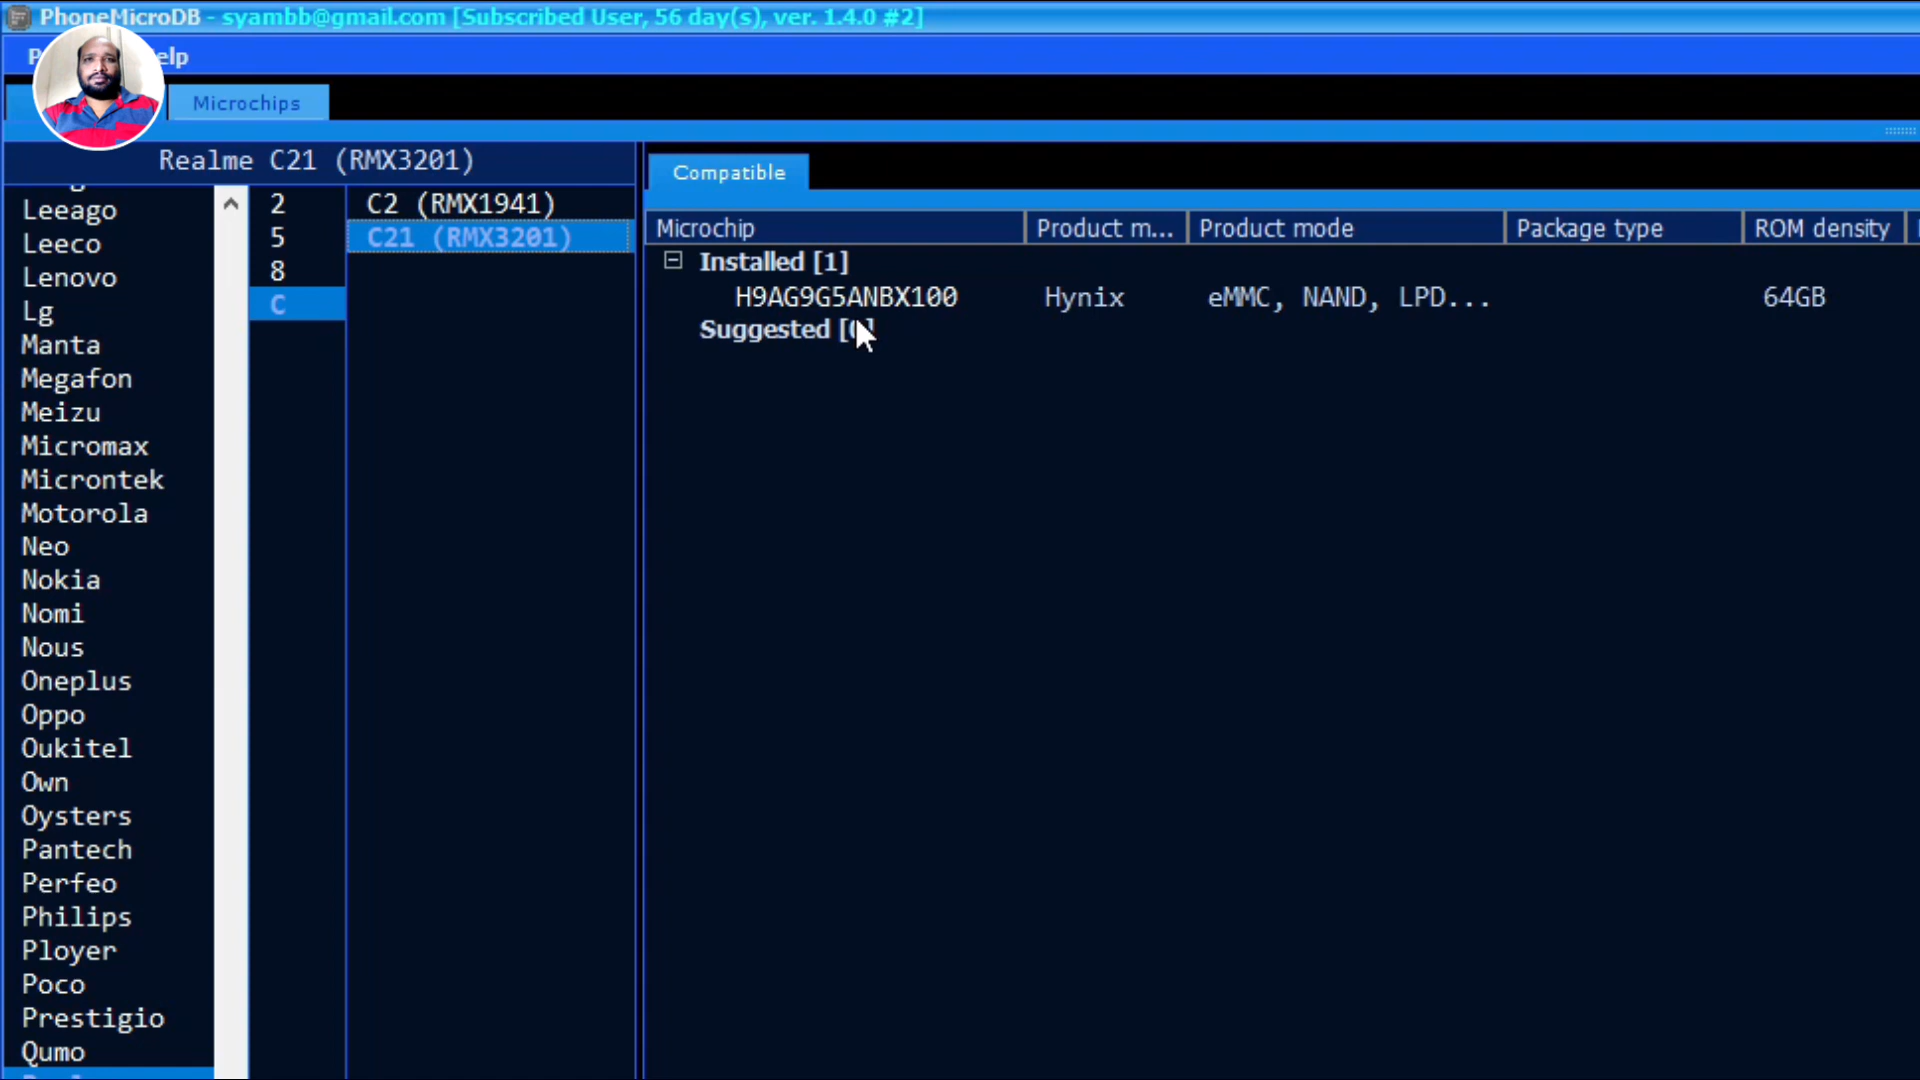 PhoneMicroDB - syambb@gmail.com [Subscribed User, 56 day(s), ver. 1.4.0 #2]
Microchips
Realme C21 (RMX3201)
Leeago
Leeco
Lenovo
Lg
Manta
Megafon
Meizu
Micromax
Microntek
Motorola
Neo
Nokia
Nomi
Nous
Oneplus
Oppo
Oukitel
Own
Oysters
Pantech
Perfeo
Philips
Ployer
Poco
Prestigio
Qumo
2
5
8
C
C2 (RMX1941)
C21 (RMX3201)
Compatible
Microchip Product m... Product mode Package type ROM density
Installed [1]
H9AG9G5ANBX100 Hynix eMMC, NAND, LPD... 64GB
Suggested